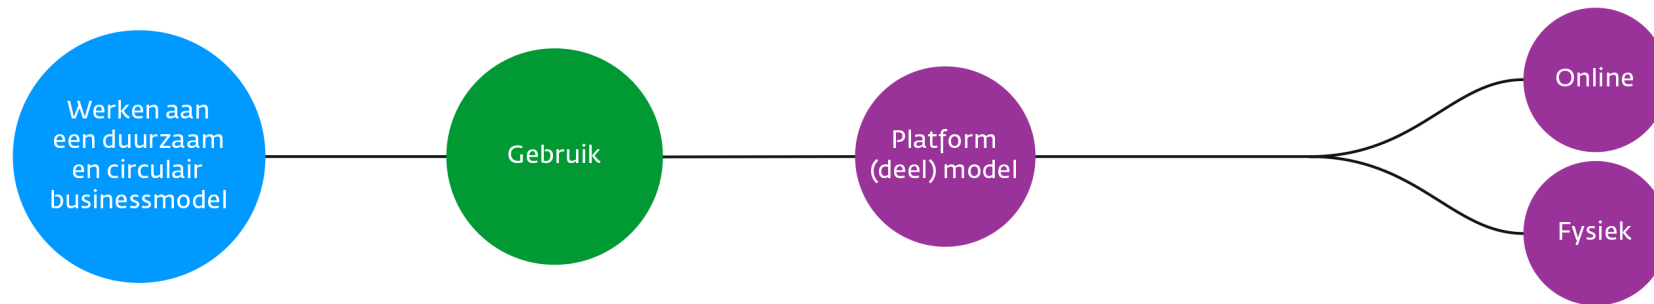 Werken aan
een duurzaam
en circulair
businessmodel
Gebruik
Platform
(deel) model
Online
Fysiek